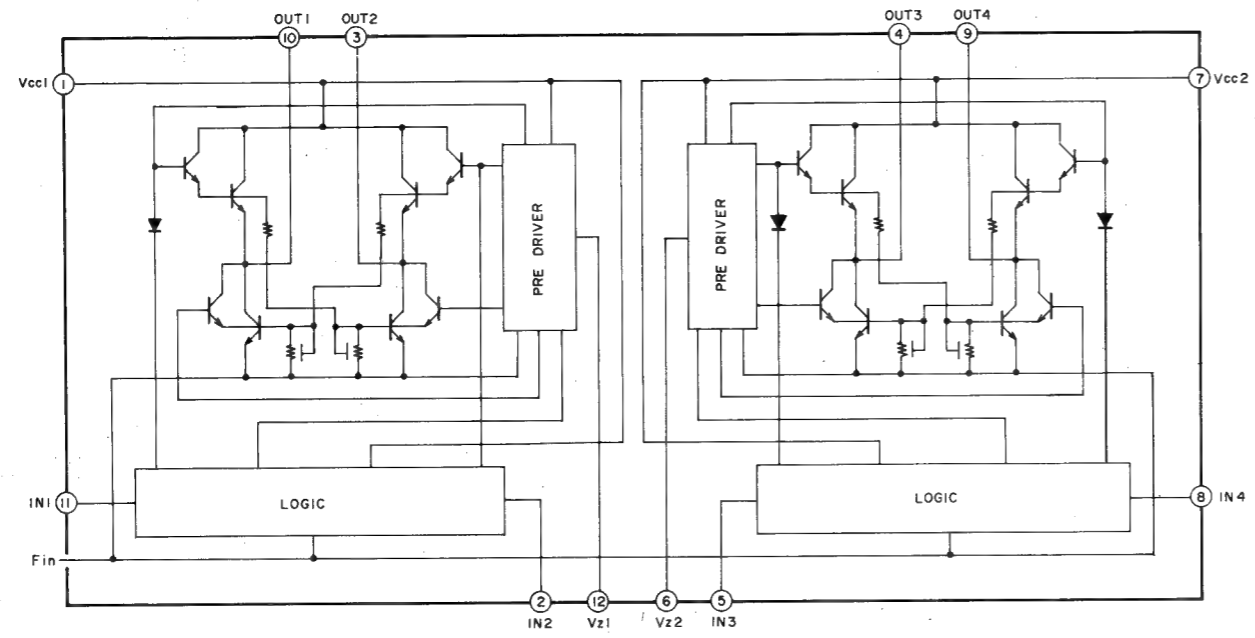 OUT1 OUT2 OUT3 OUT4
10 3 4 9
Vcc1 1 7 Vcc2
PRE DRIVER PRE DRIVER
IN1 11 LOGIC LOGIC 8 IN4
Fin
2 12 6 5
IN2 Vz1 Vz2 IN3